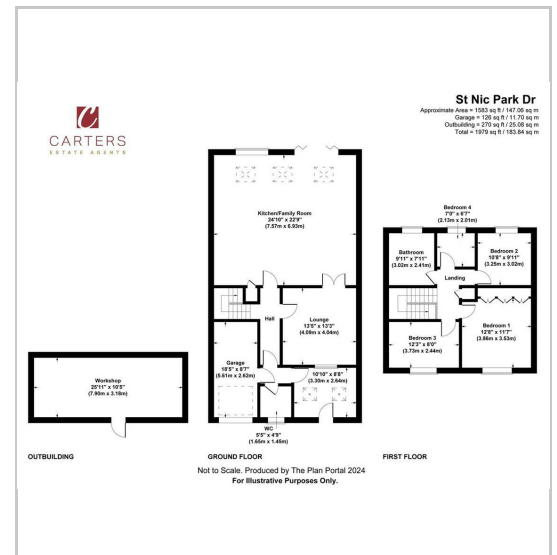 CARTERS
ESTATE AGENTS
St Nic Park Dr
Approximate Area = 1583 sq ft / 147.06 sq m
Garage = 126 sq ft / 11.70 sq m
Outbuilding = 270 sq ft / 25.08 sq m
Total = 1979 sq ft / 183.84 sq m
Kitchen/Family Room
24'10" x 22'9"
(7.57m x 6.93m)
Lounge
13'5" x 13'3"
(4.09m x 4.04m)
Hall
Garage
18'5" x 8'7"
(5.61m x 2.62m)
10'10" x 8'8"
(3.30m x 2.64m)
WC
5'5" x 4'9"
(1.65m x 1.45m)
Workshop
25'11" x 10'5"
(7.90m x 3.18m)
Bedroom 4
7'0" x 6'7"
(2.13m x 2.01m)
Bathroom
9'11" x 7'11"
(3.02m x 2.41m)
Bedroom 2
10'8" x 9'11"
(3.25m x 3.02m)
Landing
Bedroom 1
12'8" x 11'7"
(3.86m x 3.53m)
Bedroom 3
12'3" x 8'0"
(3.73m x 2.44m)
OUTBUILDING
GROUND FLOOR
FIRST FLOOR
Not to Scale. Produced by The Plan Portal 2024
For Illustrative Purposes Only.